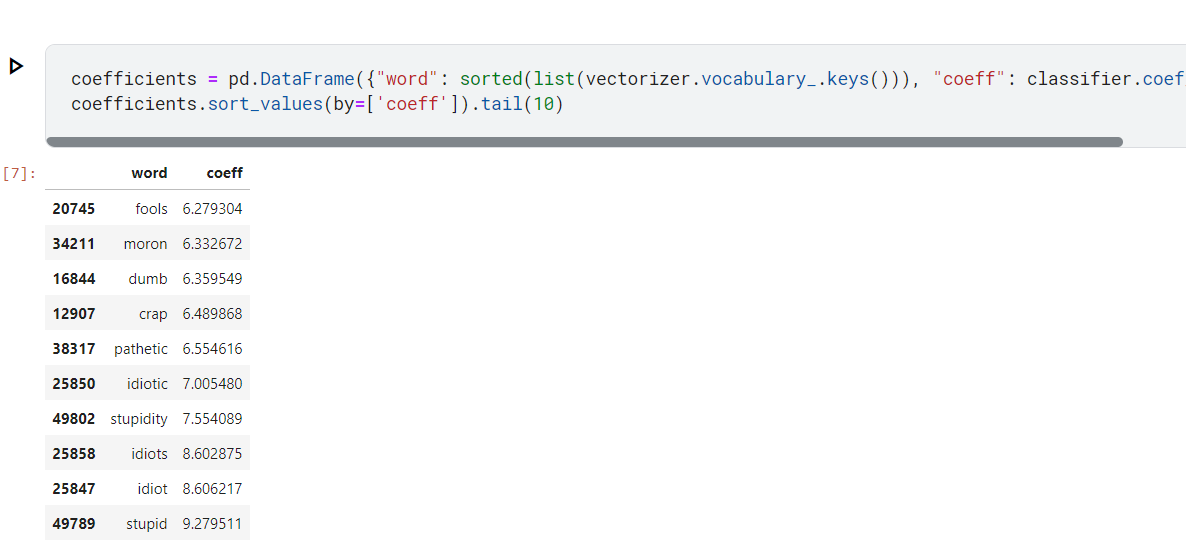 coefficients = pd.DataFrame({"word": sorted(list(vectorizer.vocabulary_.keys())), "coeff": classifier.coef
coefficients.sort_values(by=['coeff']).tail(10)
[7]:
word coeff
20745 fools 6.279304
34211 moron 6.332672
16844 dumb 6.359549
12907 crap 6.489868
38317 pathetic 6.554616
25850 idiotic 7.005480
49802 stupidity 7.554089
25858 idiots 8.602875
25847 idiot 8.606217
49789 stupid 9.279511